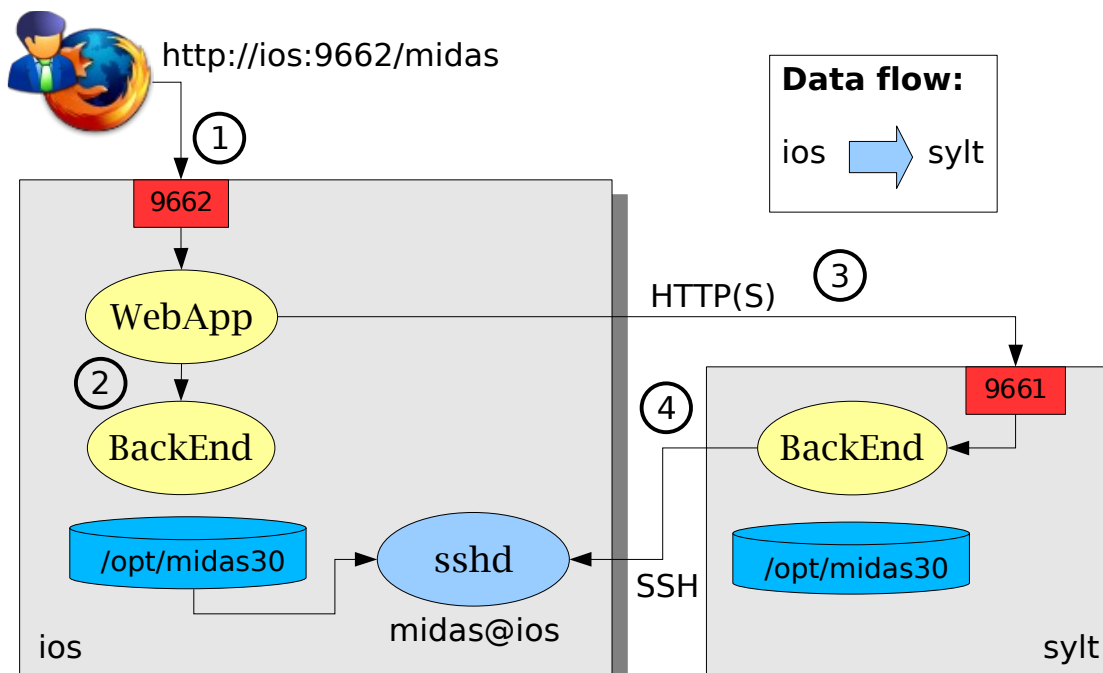 http://ios:9662/midas
Data flow:
ios sylt
1
9662
WebApp
HTTP(S)
3
2
BackEnd
9661
4
BackEnd
/opt/midas30
sshd
SSH
/opt/midas30
midas@ios
ios
sylt